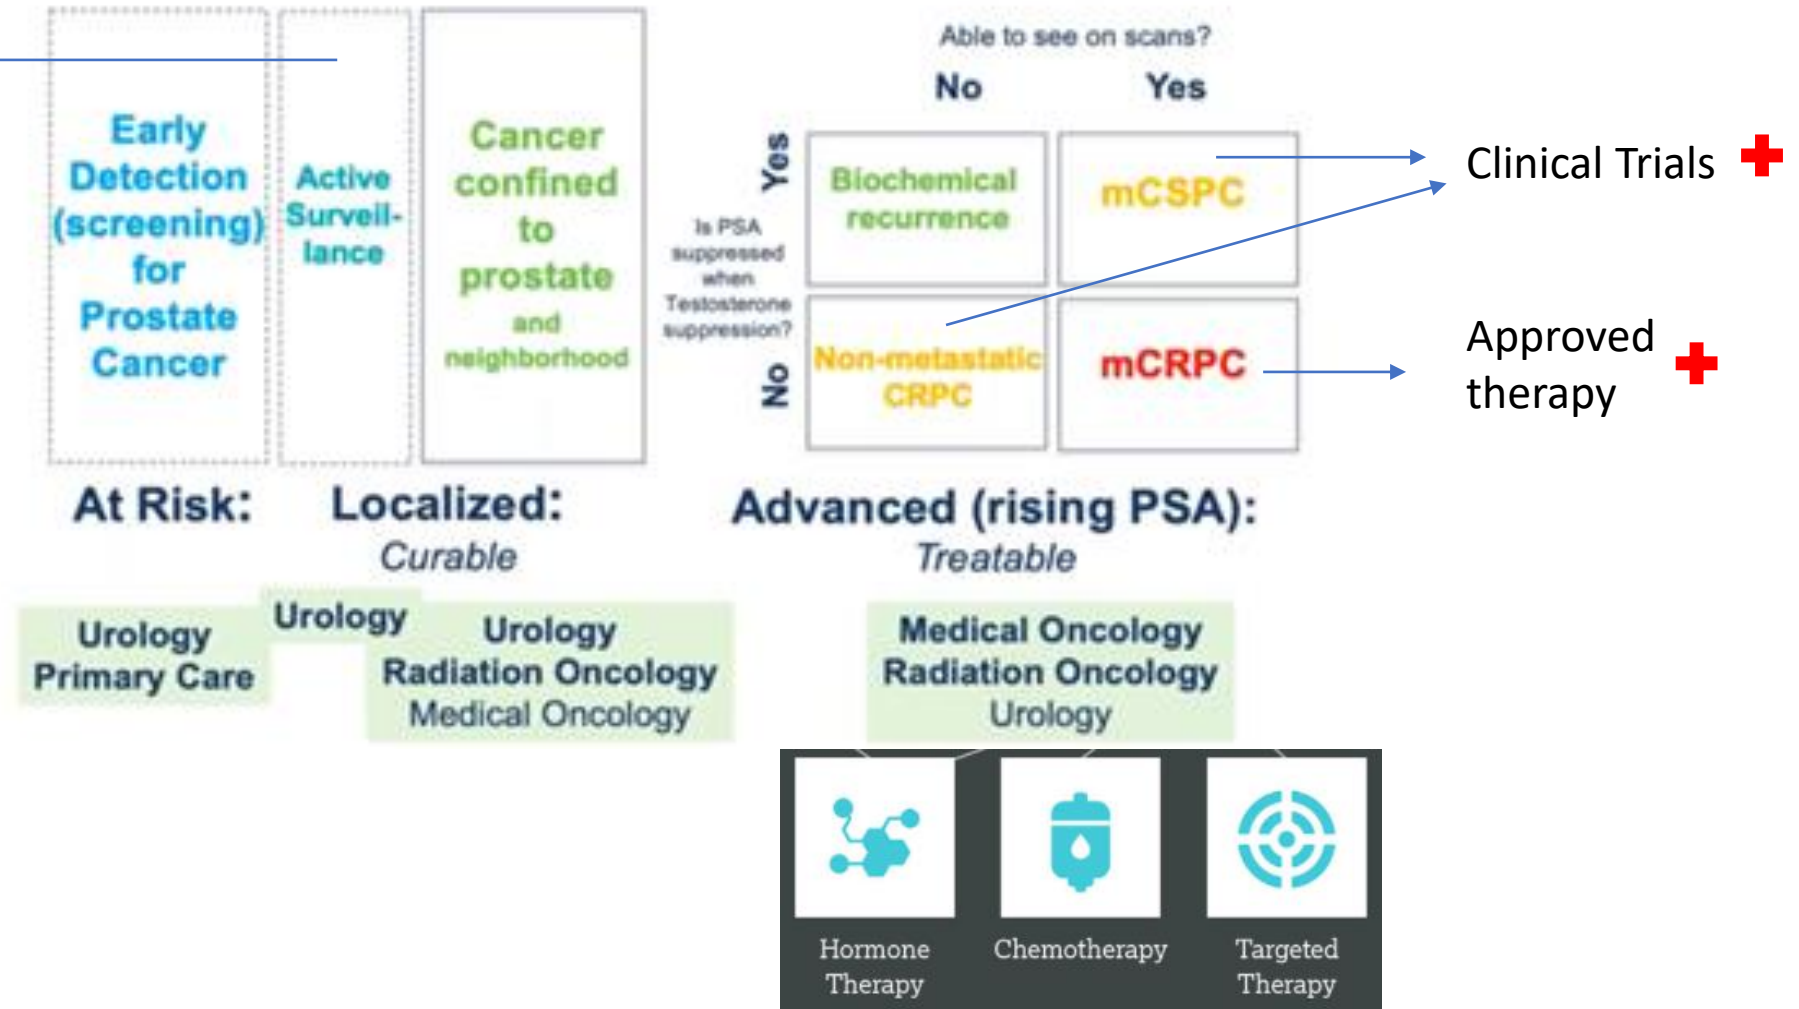 Early
Detection
(screening)
for
Prostate
Cancer
Active
Surveil-
lance
Cancer
confined
to
prostate
and
neighborhood
Able to see on scans?
No
Yes
Yes
Is PSA
suppressed
when
Testosterone
suppression?
No
Biochemical
recurrence
mCSPC
Non-metastatic
CRPC
mCRPC
Clinical Trials
Approved
therapy
At Risk:
Localized:
Curable
Advanced (rising PSA):
Treatable
Urology
Primary Care
Urology
Urology
Radiation Oncology
Medical Oncology
Medical Oncology
Radiation Oncology
Urology
Hormone
Therapy
Chemotherapy
Targeted
Therapy